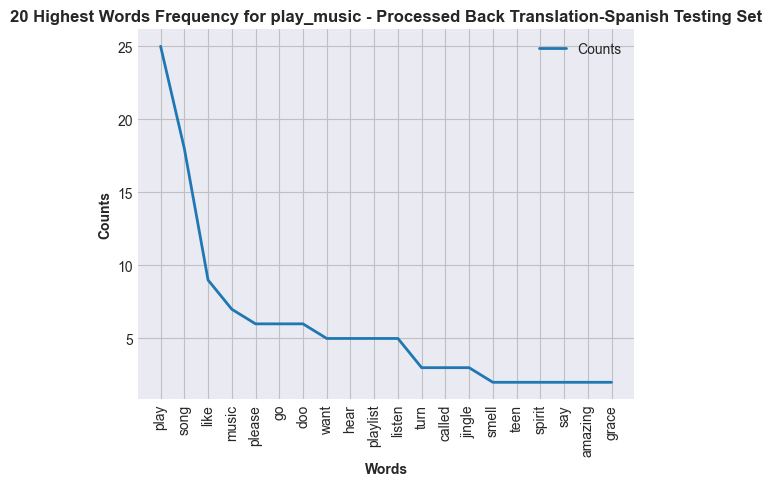 20 Highest Words Frequency for play_music - Processed Back Translation-Spanish Testing Set
Counts
25
20
15
10
5
Counts
play
song
like
music
please
go
doo
want
hear
playlist
listen
turn
called
jingle
smell
teen
spirit
say
amazing
grace
Words